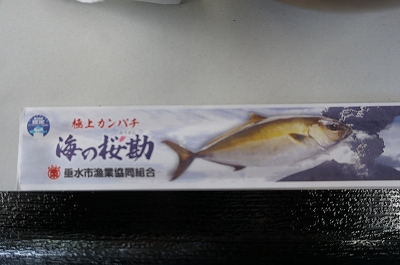 極上カンパチ
海の桜勘
垂水市漁業協同組合